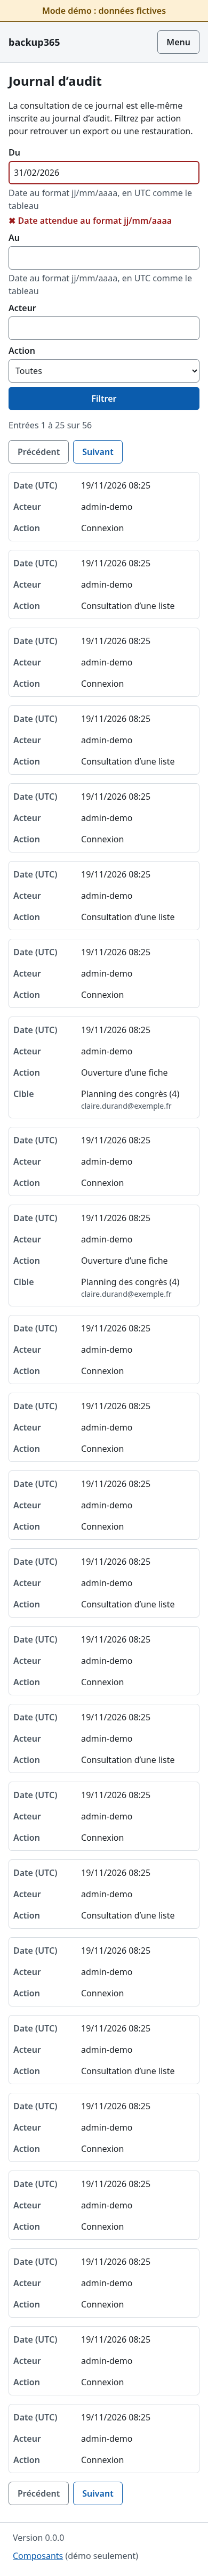 Mode démo : données fictives
backup365
Menu
Journal d’audit
La consultation de ce journal est elle-même
inscrite au journal d’audit. Filtrez par action
pour retrouver un export ou une restauration.
Du
31/02/2026
Date au format jj/mm/aaaa, en UTC comme le
tableau
✖ Date attendue au format jj/mm/aaaa
Au
Date au format jj/mm/aaaa, en UTC comme le
tableau
Acteur
Action
Toutes
Filtrer
Entrées 1 à 25 sur 56
Précédent Suivant
Date (UTC) 19/11/2026 08:25
Acteur admin-demo
Action Connexion
Date (UTC) 19/11/2026 08:25
Acteur admin-demo
Action Consultation d’une liste
Date (UTC) 19/11/2026 08:25
Acteur admin-demo
Action Connexion
Date (UTC) 19/11/2026 08:25
Acteur admin-demo
Action Consultation d’une liste
Date (UTC) 19/11/2026 08:25
Acteur admin-demo
Action Connexion
Date (UTC) 19/11/2026 08:25
Acteur admin-demo
Action Consultation d’une liste
Date (UTC) 19/11/2026 08:25
Acteur admin-demo
Action Connexion
Date (UTC) 19/11/2026 08:25
Acteur admin-demo
Action Ouverture d’une fiche
Cible Planning des congrès (4)
claire.durand@exemple.fr
Date (UTC) 19/11/2026 08:25
Acteur admin-demo
Action Connexion
Date (UTC) 19/11/2026 08:25
Acteur admin-demo
Action Ouverture d’une fiche
Cible Planning des congrès (4)
claire.durand@exemple.fr
Date (UTC) 19/11/2026 08:25
Acteur admin-demo
Action Connexion
Date (UTC) 19/11/2026 08:25
Acteur admin-demo
Action Connexion
Date (UTC) 19/11/2026 08:25
Acteur admin-demo
Action Connexion
Date (UTC) 19/11/2026 08:25
Acteur admin-demo
Action Consultation d’une liste
Date (UTC) 19/11/2026 08:25
Acteur admin-demo
Action Connexion
Date (UTC) 19/11/2026 08:25
Acteur admin-demo
Action Consultation d’une liste
Date (UTC) 19/11/2026 08:25
Acteur admin-demo
Action Connexion
Date (UTC) 19/11/2026 08:25
Acteur admin-demo
Action Consultation d’une liste
Date (UTC) 19/11/2026 08:25
Acteur admin-demo
Action Connexion
Date (UTC) 19/11/2026 08:25
Acteur admin-demo
Action Consultation d’une liste
Date (UTC) 19/11/2026 08:25
Acteur admin-demo
Action Connexion
Date (UTC) 19/11/2026 08:25
Acteur admin-demo
Action Connexion
Date (UTC) 19/11/2026 08:25
Acteur admin-demo
Action Connexion
Date (UTC) 19/11/2026 08:25
Acteur admin-demo
Action Connexion
Date (UTC) 19/11/2026 08:25
Acteur admin-demo
Action Connexion
Précédent Suivant
Version 0.0.0
Composants (démo seulement)